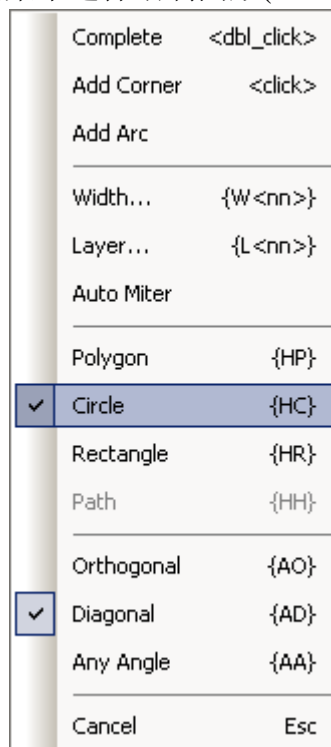 Complete <dbl_click>
Add Corner <click>
Add Arc
Width... {W<nn>}
Layer... {L<nn>}
Auto Miter
Polygon {HP}
Circle {HC}
Rectangle {HR}
Path {HH}
Orthogonal {AO}
Diagonal {AD}
Any Angle {AA}
Cancel Esc